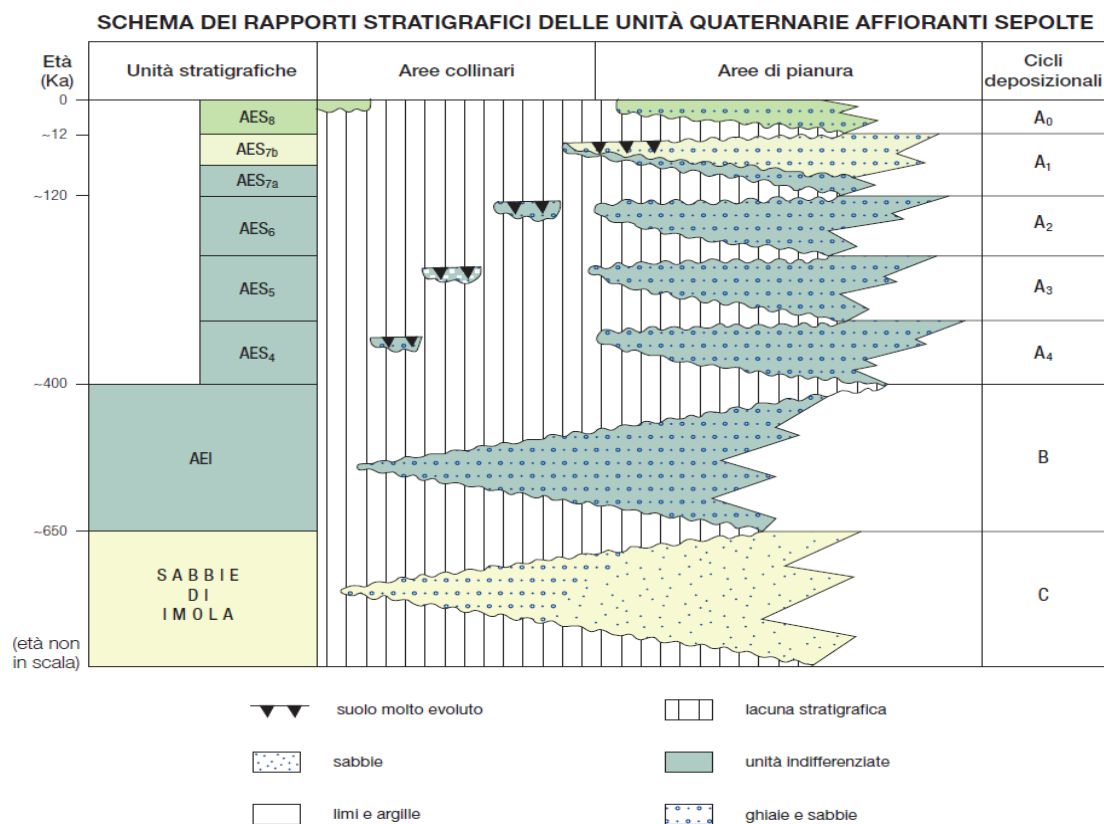 SCHEMA DEI RAPPORTI STRATIGRAFICI DELLE UNITÀ QUATERNARIE AFFIORANTI SEPOLTE
Età
(Ka)
Unità stratigrafiche
Aree collinari
Aree di pianura
Cicli
deposizionali
0
AES8
A0
~12
AES7b
A1
AES7a
~120
AES6
A2
AES5
A3
AES4
A4
~400
AEI
B
~650
SABBIE
DI
IMOLA
C
(età non
in scala)
suolo molto evoluto
lacuna stratigrafica
sabbie
unità indifferenziate
limi e argille
ghiaie e sabbie